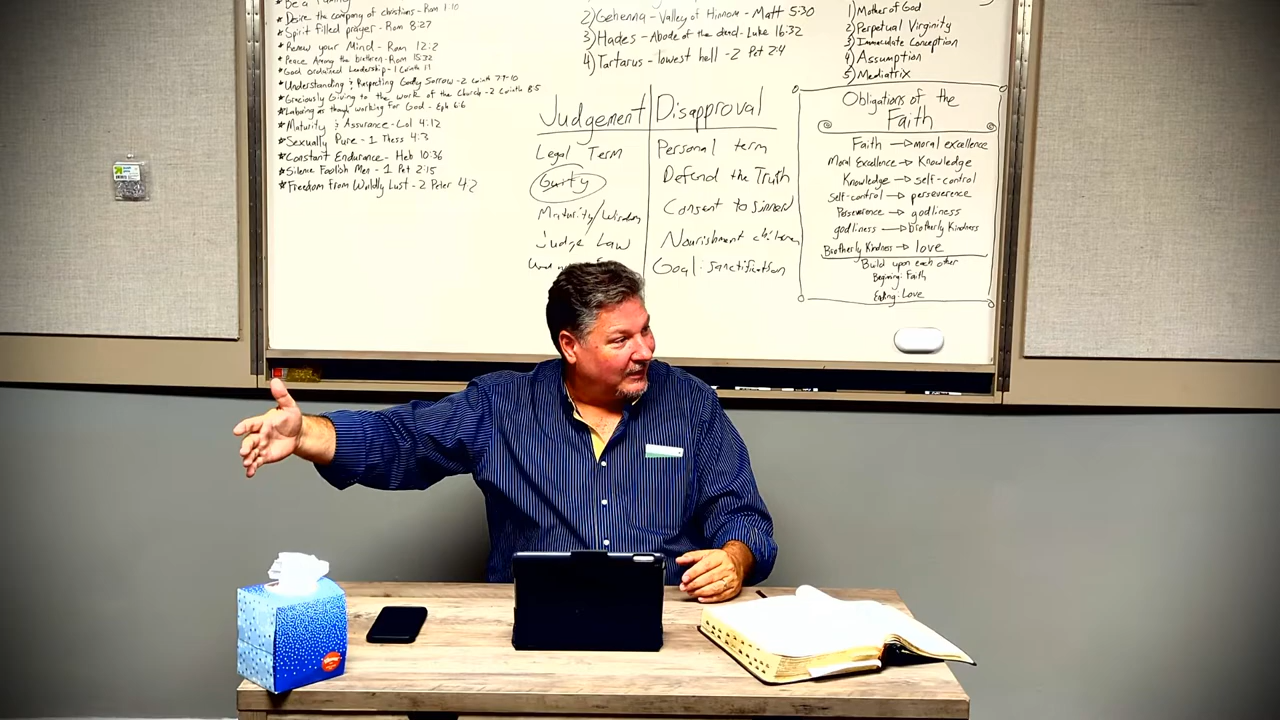 * Be a Family
* Desire the company of christians - Rom 1:10
* Spirit filled prayer - Rom 8:27
* Renew your Mind - Rom 12:2
* Peace Among the brethren - Rom 15:32
* God ordained Leadership - 1 Corinth 1:1
* Understanding & Respecting Godly Sorrow - 2 Corinth 7:9-10
* Graciously Giving to the work of the Church - 2 Corinth 8:5
* Laboring as though working for God - Eph 6:6
* Maturity & Assurance - Col 4:12
* Sexually Pure - 1 Thess 4:3
* Constant Endurance - Heb 10:36
* Silence Foolish Men - 1 Pet 2:15
* Freedom From Worldly Lust - 2 Peter 4:2
2) Gehenna - Valley of Hinnom - Matt 5:30
3) Hades - Abode of the dead - Luke 16:32
4) Tartarus - lowest hell - 2 Pet 2:4
Judgement
Legal Term
Guilty
Maturity/Wisdom
Judge Law
Disapproval
Personal term
Defend the Truth
Consent to sinners
Nourishment children
Goal: sanctification
1) Mother of God
2) Perpetual Virginity
3) Immaculate Conception
4) Assumption
5) Mediatrix
Obligations of the
Faith
Faith → moral excellence
Moral Excellence → Knowledge
Knowledge → self-control
Self-control → perseverence
Perseverence → godliness
godliness → Brotherly Kindness
Brotherly Kindness → love
Build upon each other
Begining: Faith
Ending: Love